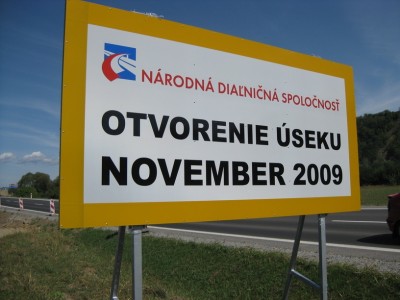 NÁRODNÁ DIAĽNIČNÁ SPOLOČNOSŤ
OTVORENIE ÚSEKU
NOVEMBER 2009